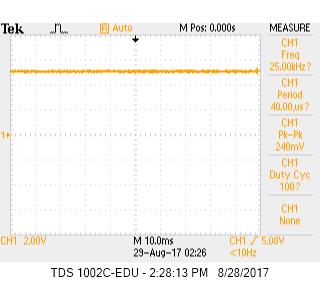 Tek Auto M Pos: 0.000s MEASURE
CH1
Freq
25.00kHz?
CH1
Period
40.00us?
1
CH1
Pk-Pk
240mV
CH1
Duty Cyc
100?
CH1
None
CH1 2.00V M 10.0ms CH1 / 5.08V
29-Aug-17 02:26 <10Hz
TDS 1002C-EDU - 2:28:13 PM 8/28/2017